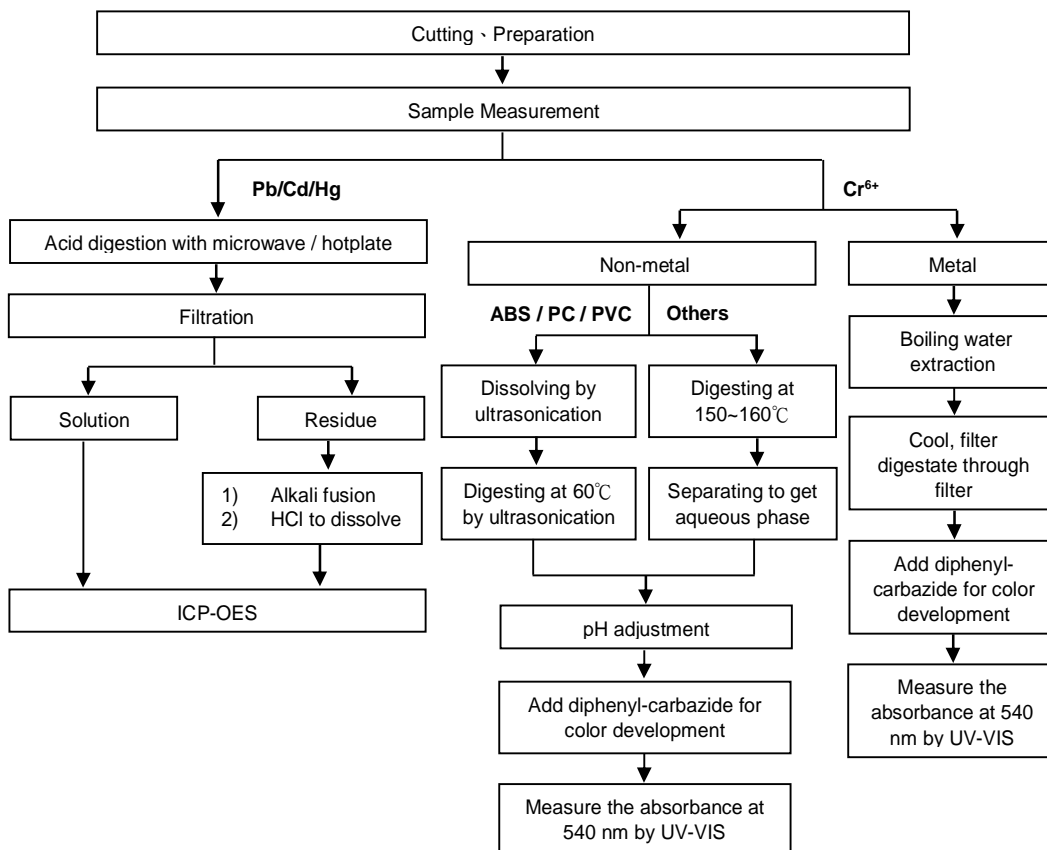 Cutting、Preparation
Sample Measurement
Pb/Cd/Hg
Cr⁶⁺
Acid digestion with microwave / hotplate
Non-metal
Metal
Filtration
ABS / PC / PVC
Others
Boiling water
extraction
Solution
Residue
Dissolving by
ultrasonication
Digesting at
150~160℃
Cool, filter
digestate through
filter
1) Alkali fusion
2) HCl to dissolve
Digesting at 60℃
by ultrasonication
Separating to get
aqueous phase
Add diphenyl-
carbazide for color
development
ICP-OES
pH adjustment
Measure the
absorbance at 540
nm by UV-VIS
Add diphenyl-carbazide for
color development
Measure the absorbance at
540 nm by UV-VIS